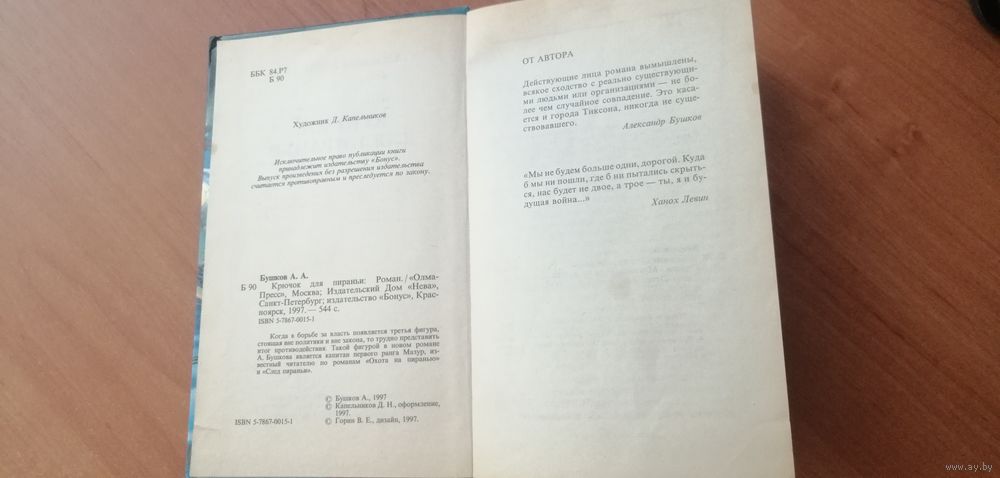 ББК 84.Р7
Б 90
Художник Д. Капельников
Исключительное право публикации книги
принадлежит издательству «Бонус».
Выпуск произведения без разрешения издательства
считается противоправным и преследуется по закону.
Бушков А. А.
Б 90 Крючок для пираньи: Роман. / «Олма-
Пресс», Москва; Издательский Дом «Нева»,
Санкт-Петербург; издательство «Бонус», Крас-
ноярск, 1997. — 544 с.
ISBN 5-7867-0015-1
Когда в борьбе за власть появляется третья фигура,
стоящая вне политики и вне закона, то трудно представить
итог противодействия. Такой фигурой в новом романе
А. Бушкова является капитан первого ранга Мазур, из-
вестный читателю по романам «Охота на пиранью»
и «След пираньи».
© Бушков А., 1997
© Капельников Д. Н., оформление,
1997.
ISBN 5-7867-0015-1 © Горин В. Е., дизайн, 1997.
ОТ АВТОРА
Действующие лица романа вымышлены,
всякое сходство с реально существующи-
ми людьми или организациями — не бо-
лее чем случайное совпадение. Это каса-
ется и города Тиксона, никогда не суще-
ствовавшего.
Александр Бушков
«Мы не будем больше одни, дорогой. Куда
б мы ни пошли, где б ни пытались скрыть-
ся, нас будет не двое, а трое — ты, я и бу-
дущая война...»
Ханох Левин
www.ay.by